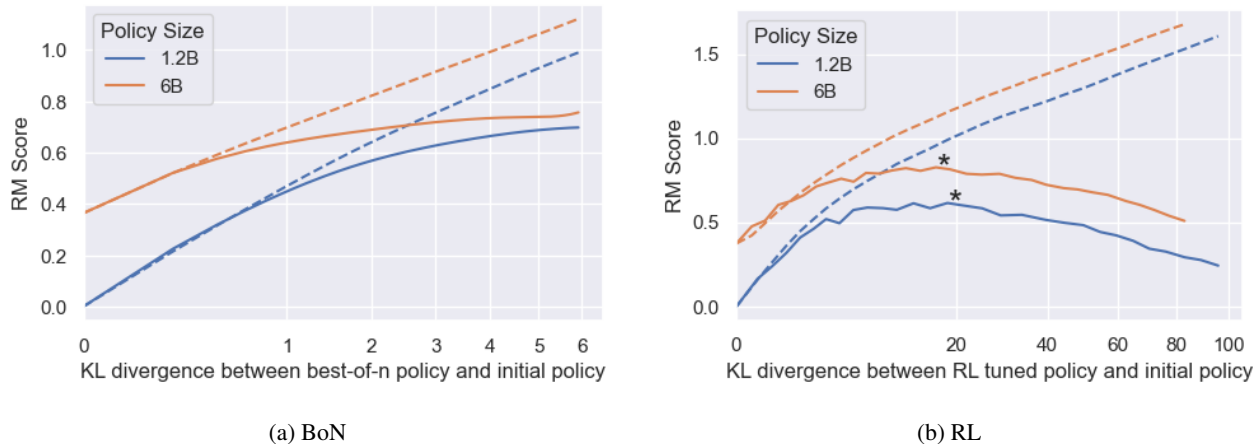 Policy Size
1.2B
6B
RM Score
1.0
0.8
0.6
0.4
0.2
0.0
0 1 2 3 4 5 6
KL divergence between best-of-n policy and initial policy
(a) BoN
Policy Size
1.2B
6B
RM Score
1.5
1.0
0.5
0.0
*
*
0 20 40 60 80 100
KL divergence between RL tuned policy and initial policy
(b) RL